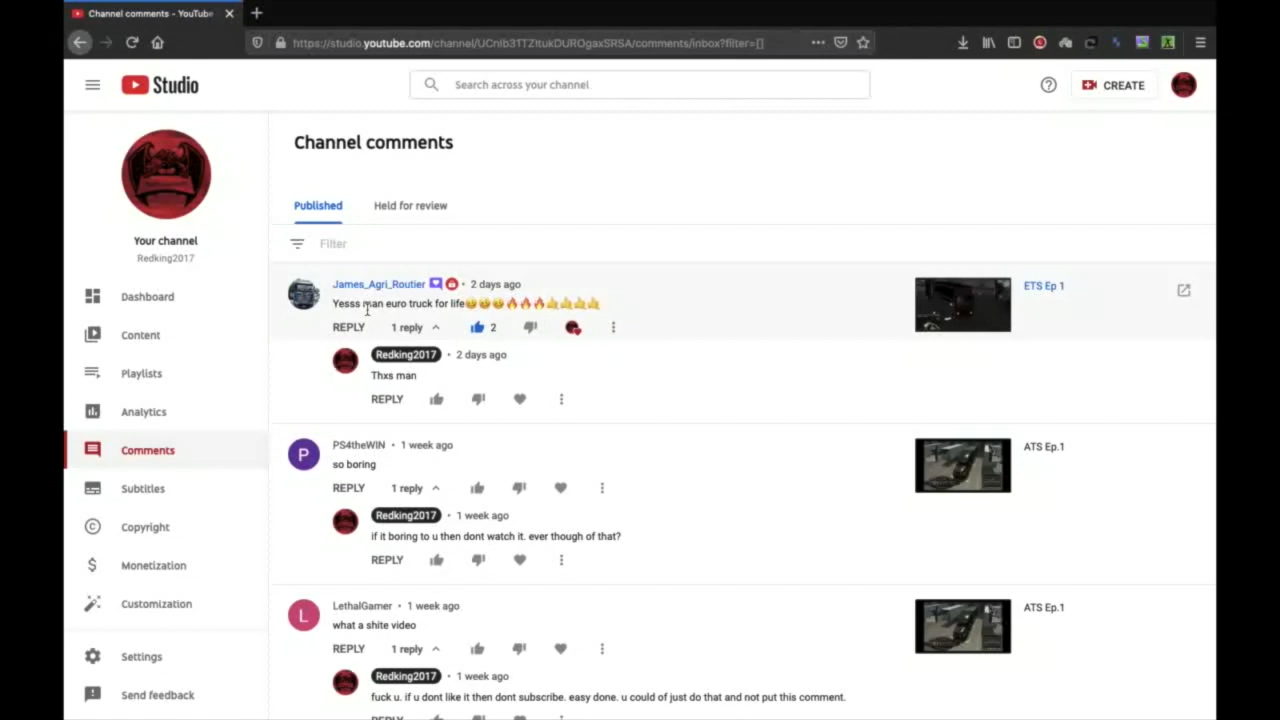 Channel comments - YouTube
https://studio.youtube.com/channel/UCnIb31TZItukDUROgaxSRSA/comments/inbox?filter=[]
Studio
Search across your channel
CREATE
Your channel
Redking2017
Dashboard
Content
Playlists
Analytics
Comments
Subtitles
Copyright
Monetization
Customization
Settings
Send feedback
Channel comments
Published Held for review
Filter
James_Agri_Routier • 2 days ago
Yesss man euro truck for life😆😆😆🔥🔥🔥🤙🤙🤙🤙
REPLY 1 reply 2
ETS Ep 1
Redking2017 • 2 days ago
Thxs man
REPLY
P
PS4theWIN • 1 week ago
so boring
REPLY 1 reply
ATS Ep.1
Redking2017 • 1 week ago
if it boring to u then dont watch it. ever though of that?
REPLY
L
LethalGamer • 1 week ago
what a shite video
REPLY 1 reply
ATS Ep.1
Redking2017 • 1 week ago
fuck u. if u dont like it then dont subscribe. easy done. u could of just do that and not put this comment.